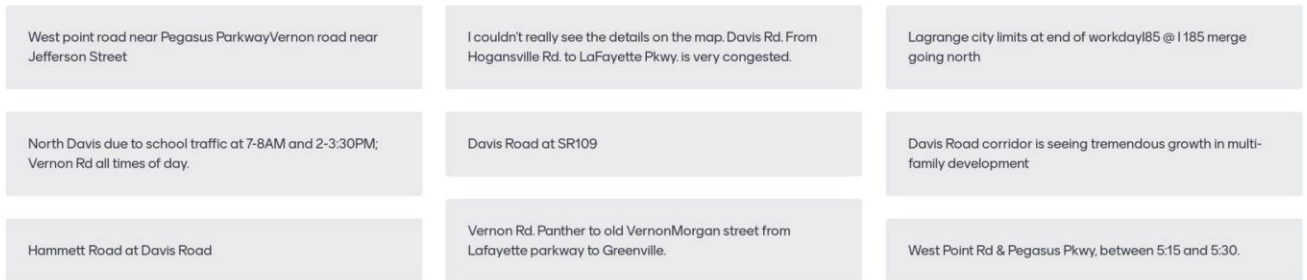 West point road near Pegasus ParkwayVernon road near
Jefferson Street
North Davis due to school traffic at 7-8AM and 2-3:30PM;
Vernon Rd all times of day.
Hammett Road at Davis Road
I couldn't really see the details on the map. Davis Rd. From
Hogansville Rd. to LaFayette Pkwy. is very congested.
Davis Road at SR109
Vernon Rd. Panther to old VernonMorgan street from
Lafayette parkway to Greenville.
Lagrange city limits at end of workdayI85 @ I 185 merge
going north
Davis Road corridor is seeing tremendous growth in multi-
family development
West Point Rd & Pegasus Pkwy, between 5:15 and 5:30.